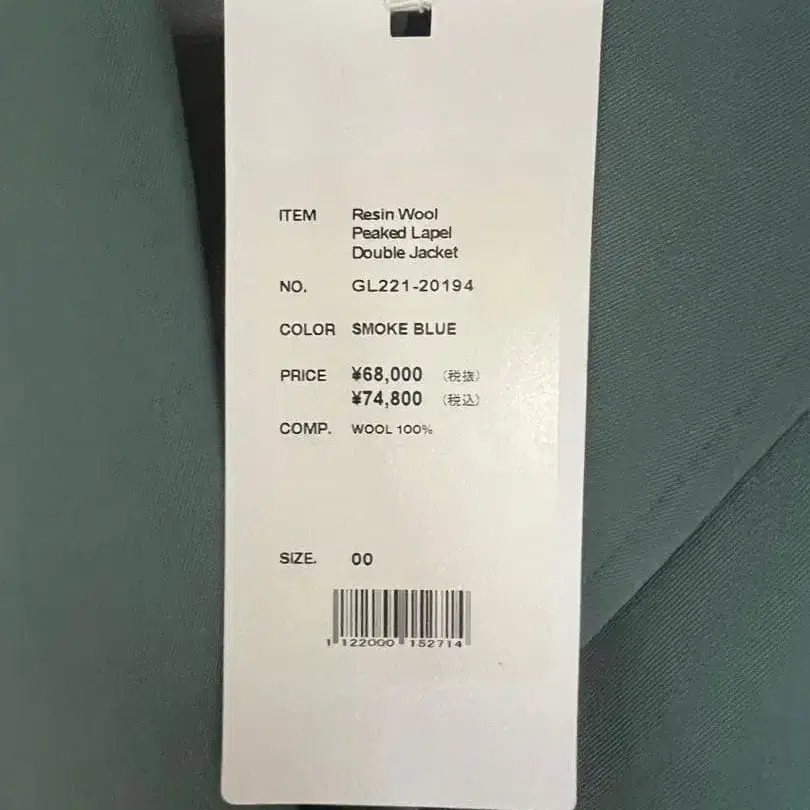 ITEM Resin Wool
Peaked Lapel
Double Jacket
NO. GL221-20194
COLOR SMOKE BLUE
PRICE ¥68,000 (税抜)
¥74,800 (税込)
COMP. WOOL 100%
SIZE. 00
1 122000 152714